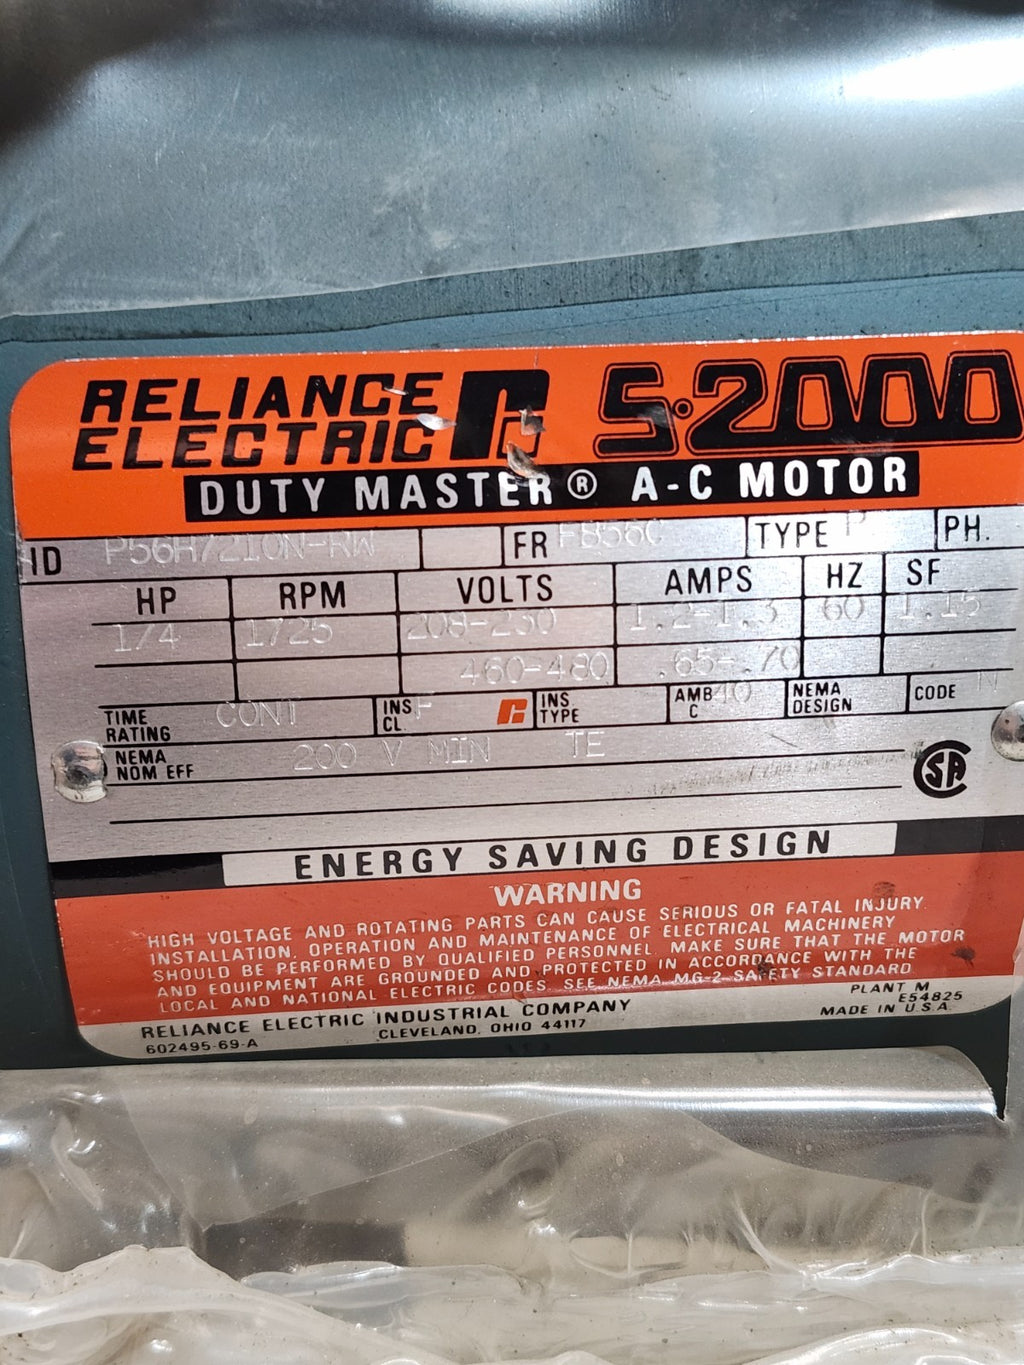 RELIANCE
ELECTRIC
S·2000
DUTY MASTER® A-C MOTOR
ID P56H7210N-RW FR FB56C TYPE P PH.
HP RPM VOLTS AMPS HZ SF
1/4 1725 208-230 1.2-1.3 60 1.15
460-480 .65-.70
TIME RATING CONT INS CL F INS TYPE AMB C 40 NEMA DESIGN CODE N
NEMA NOM EFF 200 V MIN TE
SA
ENERGY SAVING DESIGN
WARNING
HIGH VOLTAGE AND ROTATING PARTS CAN CAUSE SERIOUS OR FATAL INJURY.
INSTALLATION, OPERATION AND MAINTENANCE OF ELECTRICAL MACHINERY
SHOULD BE PERFORMED BY QUALIFIED PERSONNEL. MAKE SURE THAT THE MOTOR
AND EQUIPMENT ARE GROUNDED AND PROTECTED IN ACCORDANCE WITH THE
LOCAL AND NATIONAL ELECTRIC CODES. SEE NEMA MG-2 SAFETY STANDARD.
RELIANCE ELECTRIC INDUSTRIAL COMPANY
CLEVELAND, OHIO 44117
602495-69-A
PLANT M
E54825
MADE IN U.S.A.